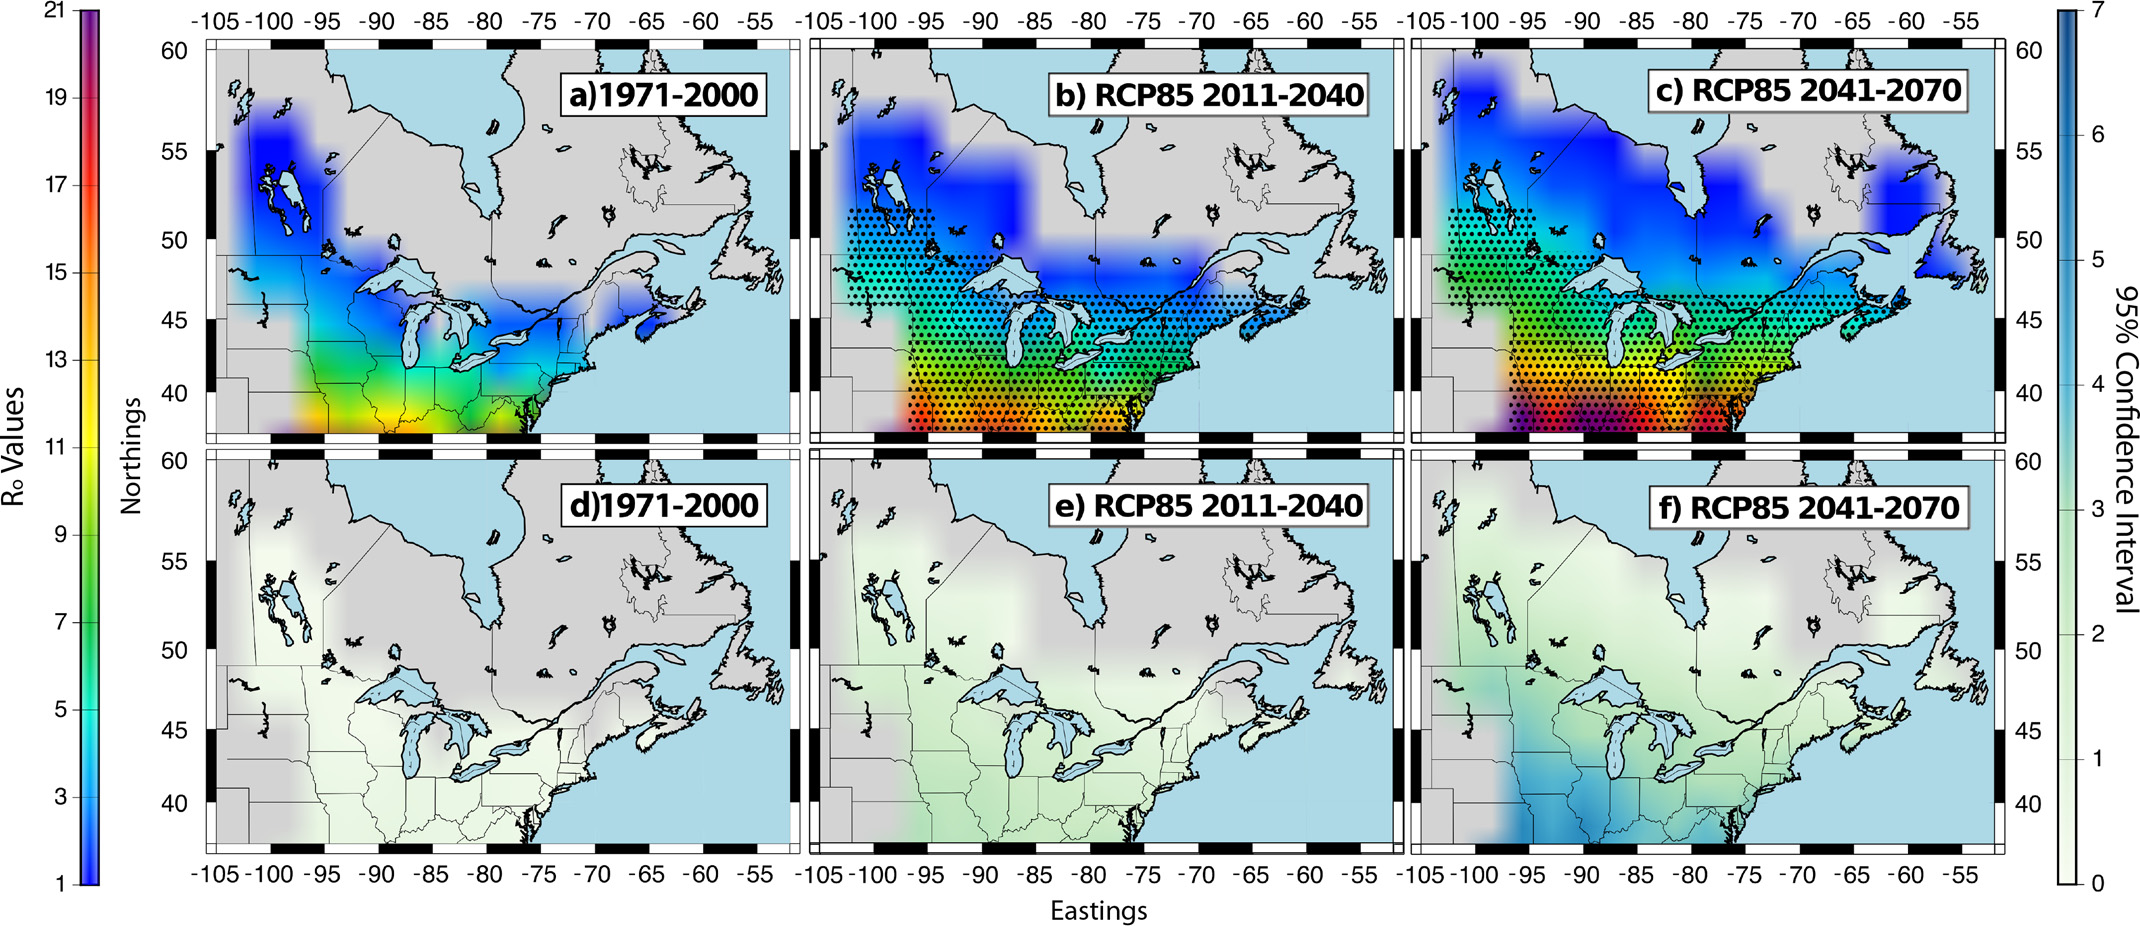 -105 -100 -95 -90 -85 -80 -75 -70 -65 -60 -55
-105 -100 -95 -90 -85 -80 -75 -70 -65 -60 -55
-105 -100 -95 -90 -85 -80 -75 -70 -65 -60 -55
21
19
17
15
13
11
9
7
5
3
1
R₀ Values
Northings
60
55
50
45
40
a)1971-2000
b) RCP85 2011-2040
c) RCP85 2041-2070
60
55
50
45
40
60
55
50
45
40
d)1971-2000
e) RCP85 2011-2040
f) RCP85 2041-2070
60
55
50
45
40
7
6
5
4
3
2
1
0
95% Confidence Interval
-105 -100 -95 -90 -85 -80 -75 -70 -65 -60 -55
-105 -100 -95 -90 -85 -80 -75 -70 -65 -60 -55
-105 -100 -95 -90 -85 -80 -75 -70 -65 -60 -55
Eastings